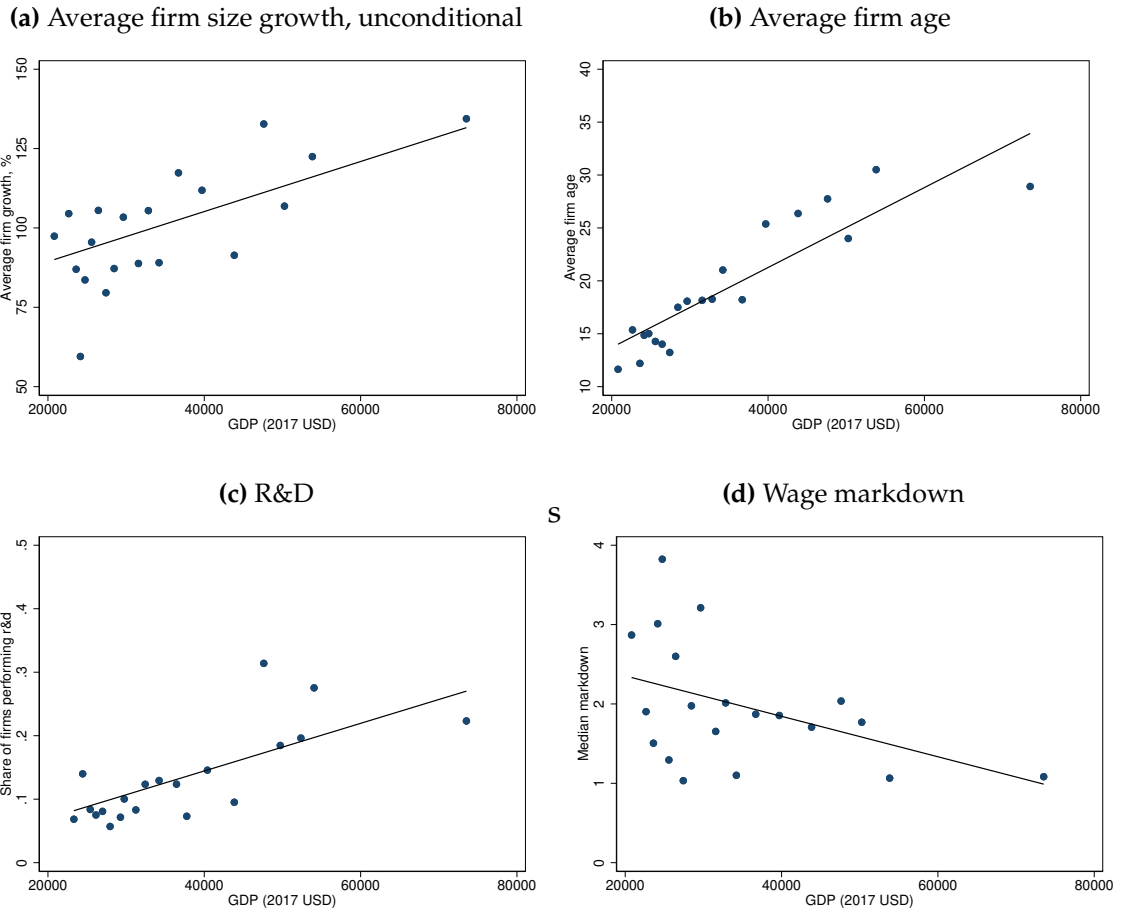 (a) Average firm size growth, unconditional
Average firm growth, %
150
125
100
75
50
20000 40000 60000 80000
GDP (2017 USD)
(b) Average firm age
Average firm age
40
35
30
25
20
15
10
20000 40000 60000 80000
GDP (2017 USD)
(c) R&D
Share of firms performing r&d
.5
.4
.3
.2
.1
0
20000 40000 60000 80000
GDP (2017 USD)
s
(d) Wage markdown
Median markdown
4
3
2
1
0
20000 40000 60000 80000
GDP (2017 USD)